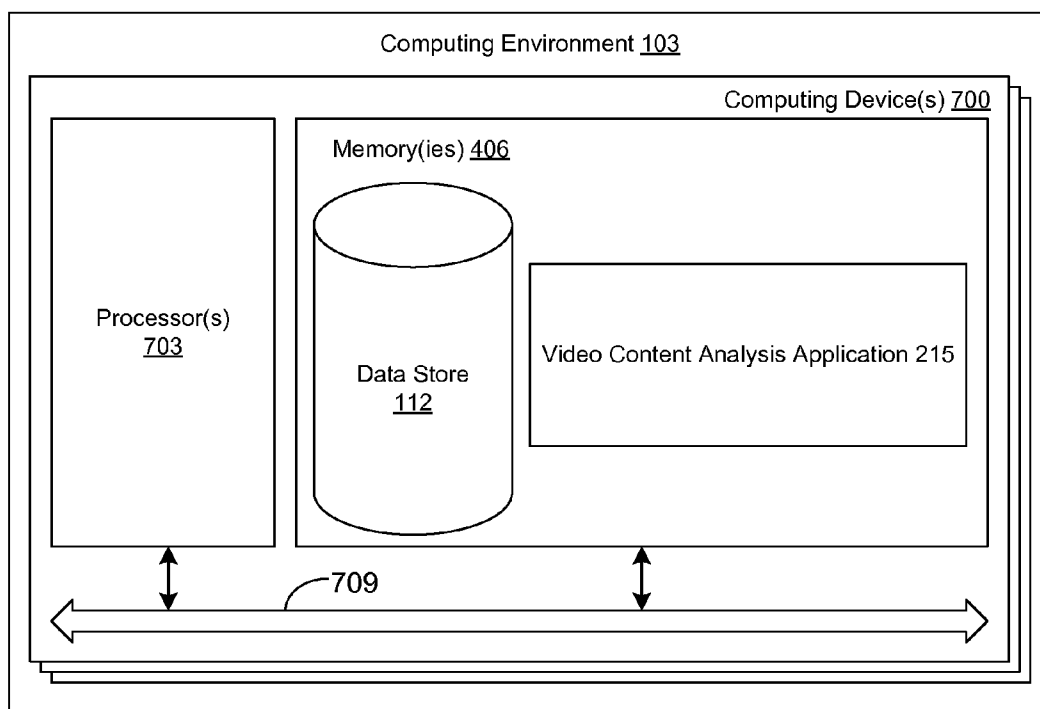 Computing Environment 103
Computing Device(s) 700
Memory(ies) 406
Processor(s)
703
Data Store
112
Video Content Analysis Application 215
709